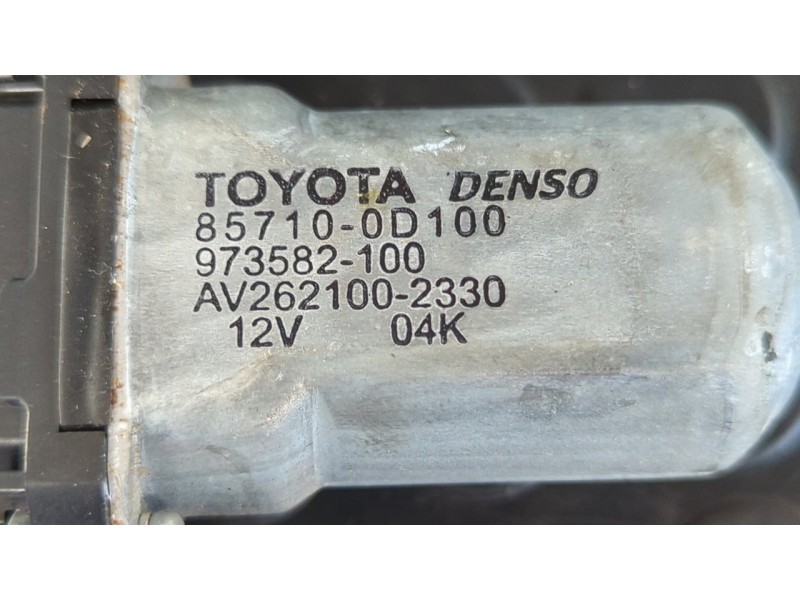 TOYOTA DENSO
85710-0D100
973582-100
AV262100-2330
12V 04K